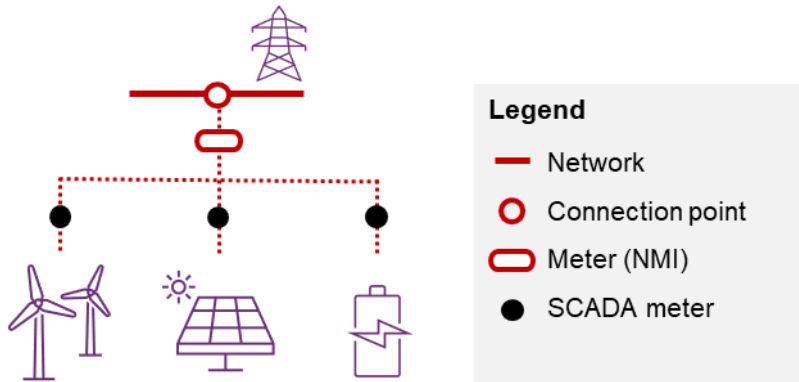 Legend
Network
Connection point
Meter (NMI)
SCADA meter